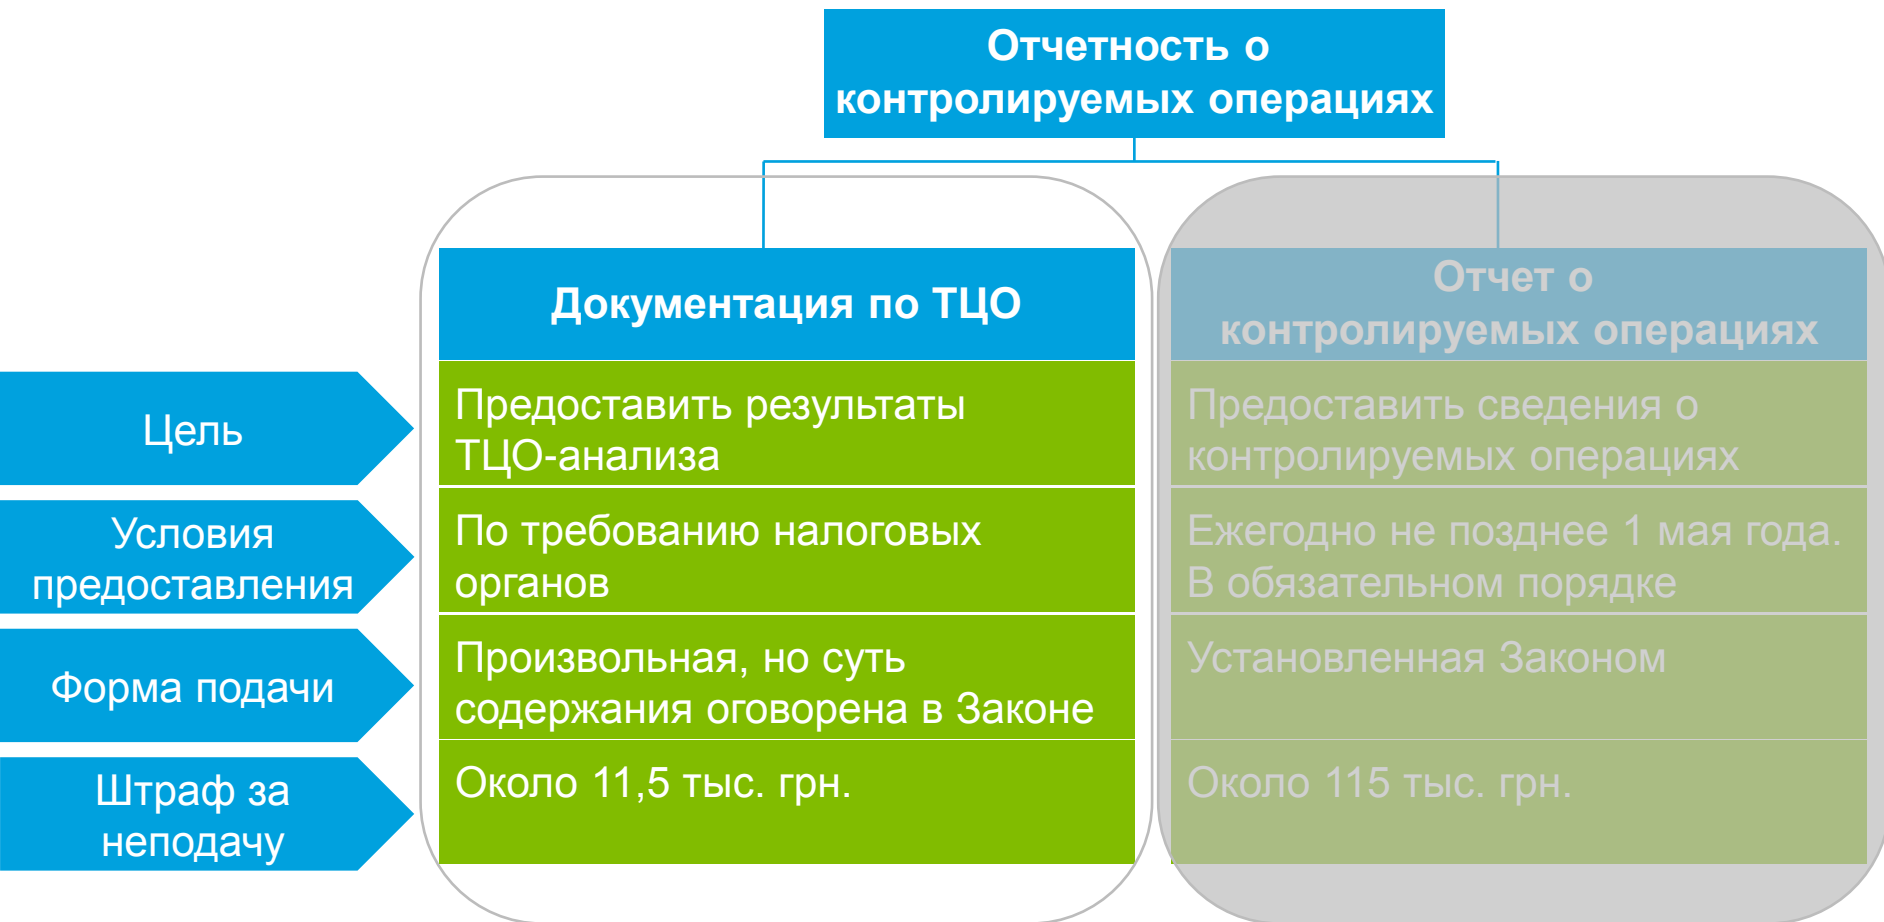 Отчетность о
контролируемых операциях
Документация по ТЦО
Отчет о
контролируемых операциях
Цель
Предоставить результаты
ТЦО-анализа
Предоставить сведения о
контролируемых операциях
Условия
предоставления
По требованию налоговых
органов
Ежегодно не позднее 1 мая года.
В обязательном порядке
Форма подачи
Произвольная, но суть
содержания оговорена в Законе
Установленная Законом
Штраф за
неподачу
Около 11,5 тыс. грн.
Около 115 тыс. грн.